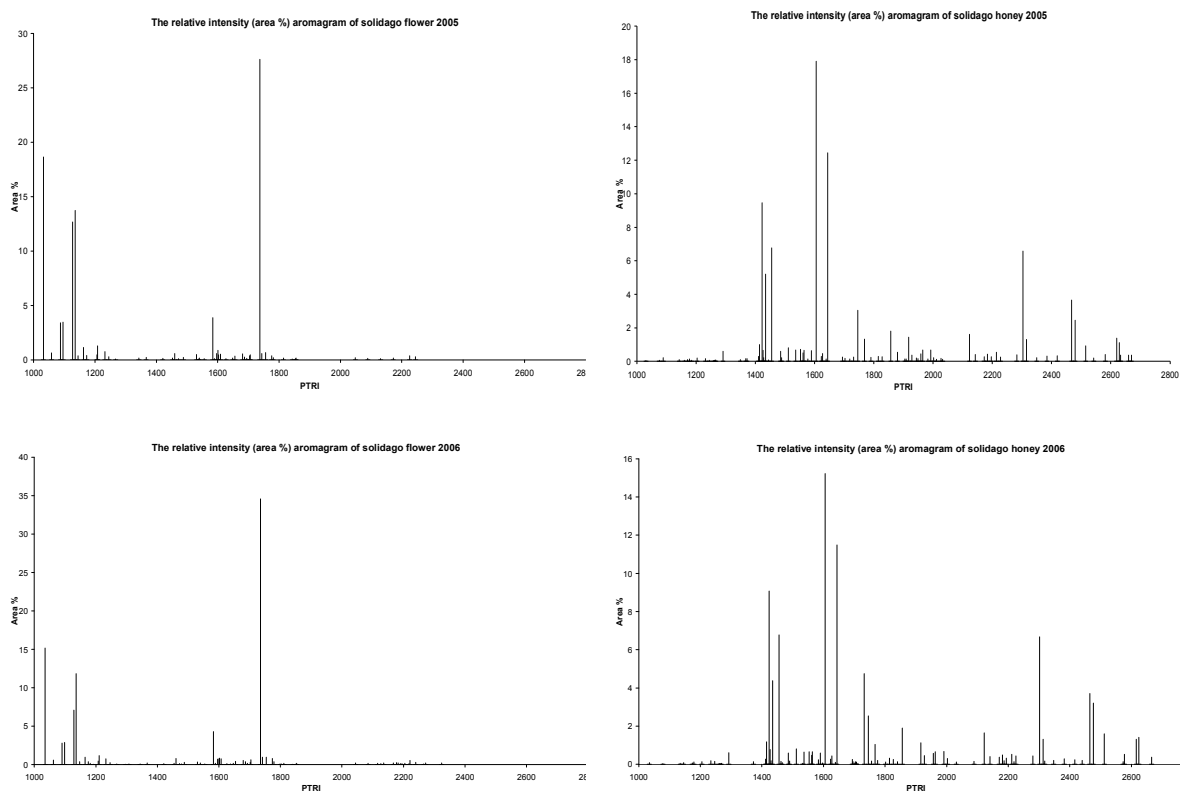 The relative intensity (area %) aromagram of solidago flower 2005
30
25
20
15
10
5
0
Area %
1000 1200 1400 1600 1800 2000 2200 2400 2600 28
PTRI
The relative intensity (area %) aromagram of solidago honey 2005
20
18
16
14
12
10
8
6
4
2
0
Area %
1000 1200 1400 1600 1800 2000 2200 2400 2600 2800
PTRI
The relative intensity (area %) aromagram of solidago flower 2006
40
35
30
25
20
15
10
5
0
Area %
1000 1200 1400 1600 1800 2000 2200 2400 2600 28
PTRI
The relative intensity (area %) aromagram of solidago honey 2006
16
14
12
10
8
6
4
2
0
Area %
1000 1200 1400 1600 1800 2000 2200 2400 2600
PTRI